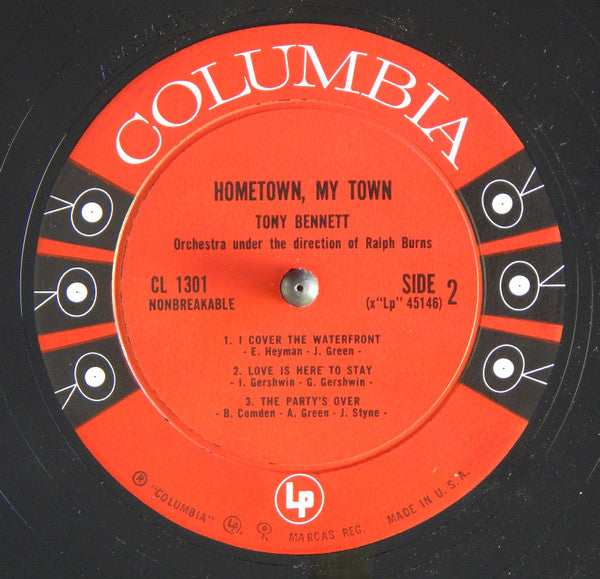 COLUMBIA
HOMETOWN, MY TOWN
TONY BENNETT
Orchestra under the direction of Ralph Burns
CL 1301
NONBREAKABLE
SIDE 2
(x"Lp" 45146)
1. I COVER THE WATERFRONT
- E. Heyman - J. Green -
2. LOVE IS HERE TO STAY
- I. Gershwin - G. Gershwin -
3. THE PARTY'S OVER
- B. Comden - A. Green - J. Styne -
Lp
® "COLUMBIA" Lp MARCAS REG. MADE IN U.S.A.